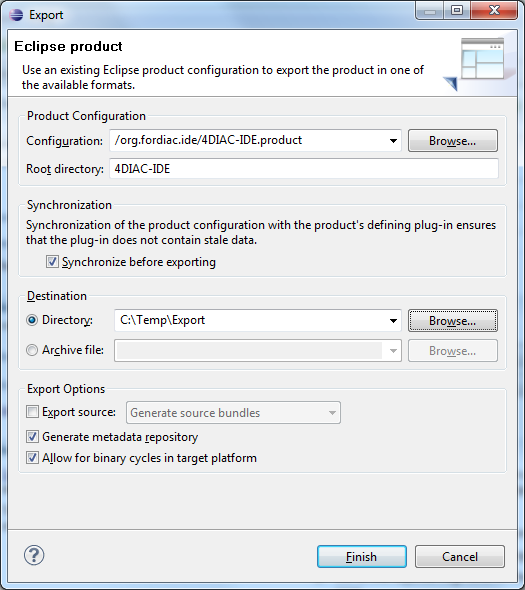 Export
Eclipse product
Use an existing Eclipse product configuration to export the product in one of
the available formats.
Product Configuration
Configuration: /org.fordiac.ide/4DIAC-IDE.product Browse...
Root directory: 4DIAC-IDE
Synchronization
Synchronization of the product configuration with the product's defining plug-in ensures
that the plug-in does not contain stale data.
Synchronize before exporting
Destination
Directory: C:\Temp\Export Browse...
Archive file: Browse...
Export Options
Export source: Generate source bundles
Generate metadata repository
Allow for binary cycles in target platform
? Finish Cancel